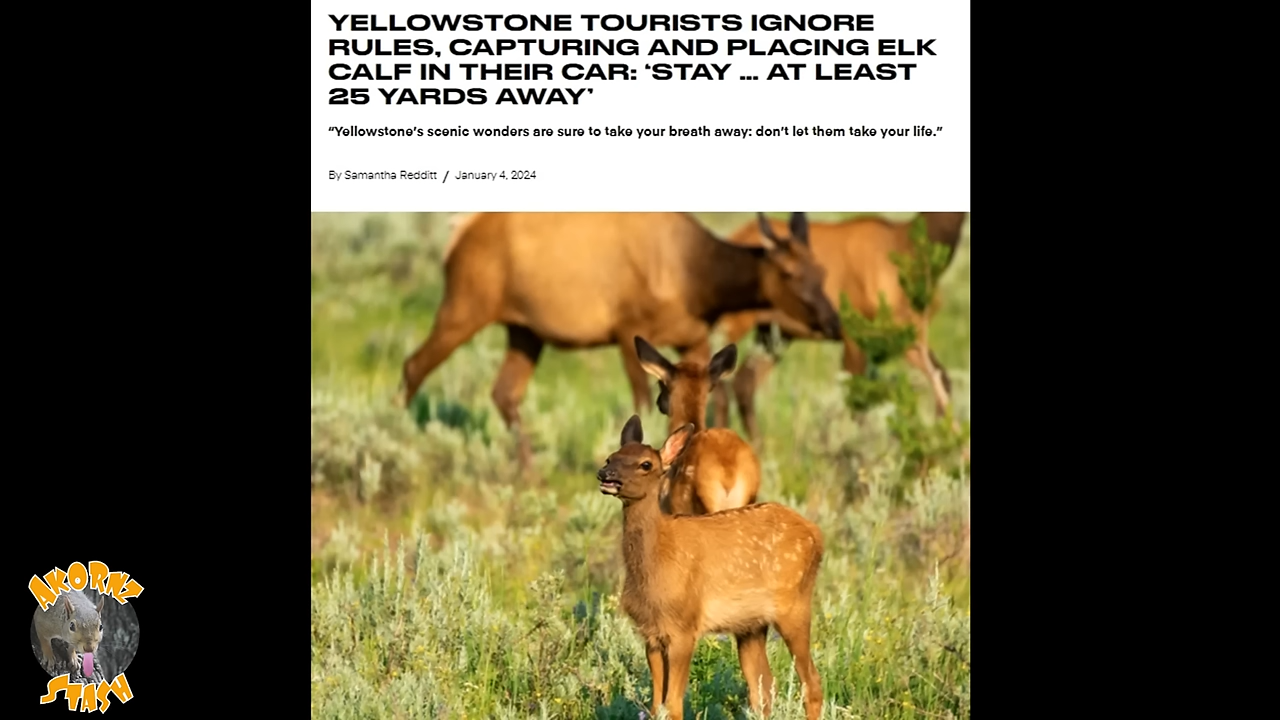 YELLOWSTONE TOURISTS IGNORE
RULES, CAPTURING AND PLACING ELK
CALF IN THEIR CAR: ‘STAY ... AT LEAST
25 YARDS AWAY’
“Yellowstone’s scenic wonders are sure to take your breath away: don’t let them take your life.”
By Samantha Redditt / January 4, 2024
AKORNZ
STASH